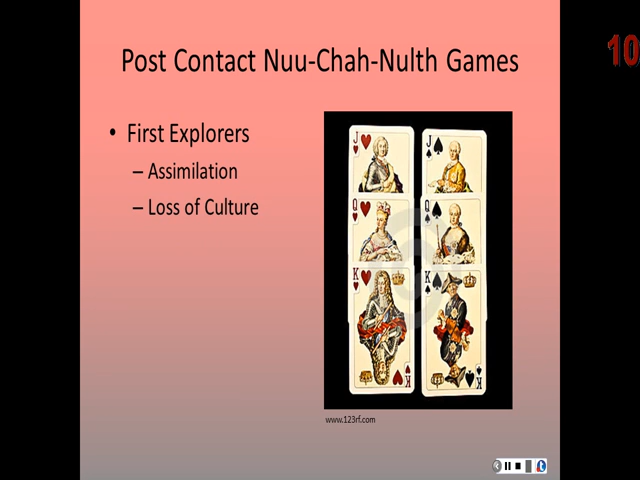 Post Contact Nuu-Chah-Nulth Games
10
• First Explorers
– Assimilation
– Loss of Culture
J J
Q Q
K K
K K
www.123rf.com